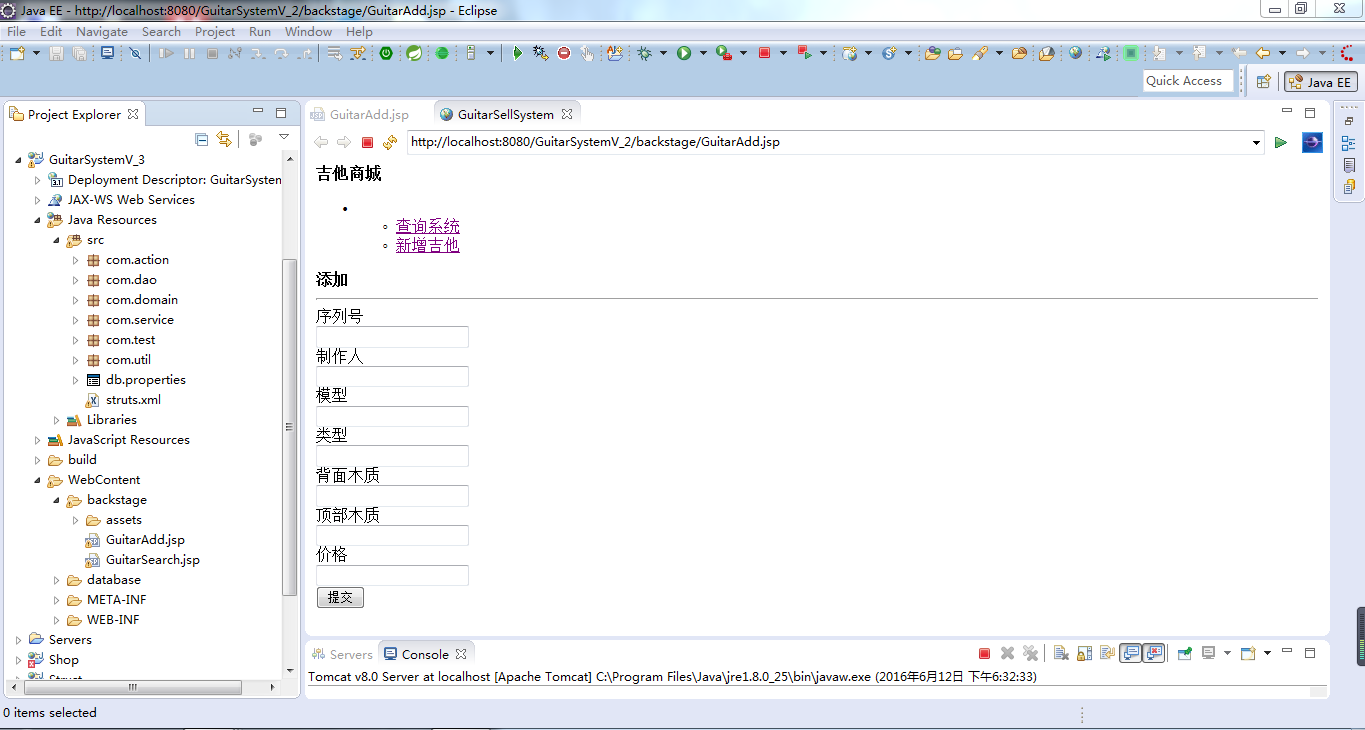 Java EE - http://localhost:8080/GuitarSystemV_2/backstage/GuitarAdd.jsp - Eclipse
File Edit Navigate Search Project Run Window Help
Quick Access
Java EE
Project Explorer
GuitarSystemV_3
Deployment Descriptor: GuitarSystem
JAX-WS Web Services
Java Resources
src
com.action
com.dao
com.domain
com.service
com.test
com.util
db.properties
struts.xml
Libraries
JavaScript Resources
build
WebContent
backstage
assets
GuitarAdd.jsp
GuitarSearch.jsp
database
META-INF
WEB-INF
Servers
Shop
GuitarAdd.jsp
GuitarSellSystem
http://localhost:8080/GuitarSystemV_2/backstage/GuitarAdd.jsp
吉他商城
查询系统
新增吉他
添加
序列号
制作人
模型
类型
背面木质
顶部木质
价格
提交
Servers
Console
Tomcat v8.0 Server at localhost [Apache Tomcat] C:\Program Files\Java\jre1.8.0_25\bin\javaw.exe (2016年6月12日 下午6:32:33)
0 items selected